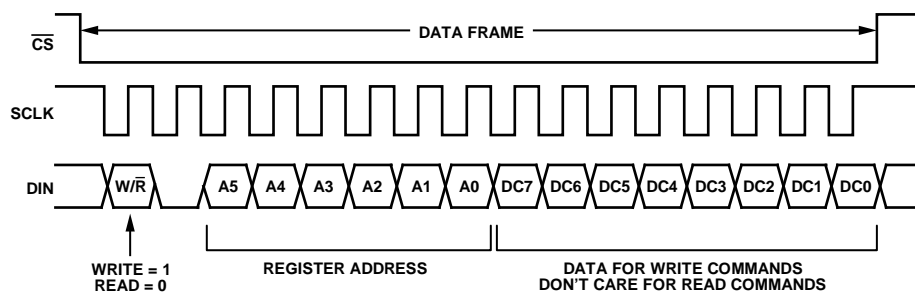 DATA FRAME
C̅S̅
SCLK
DIN W/R̅ A5 A4 A3 A2 A1 A0 DC7 DC6 DC5 DC4 DC3 DC2 DC1 DC0
WRITE = 1
READ = 0
REGISTER ADDRESS
DATA FOR WRITE COMMANDS
DON'T CARE FOR READ COMMANDS